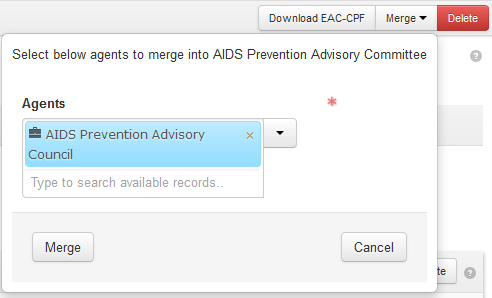 Download EAC-CPF Merge Delete
Select below agents to merge into AIDS Prevention Advisory Committee
Agents *
AIDS Prevention Advisory ×
Council
Type to search available records..
Merge Cancel
te